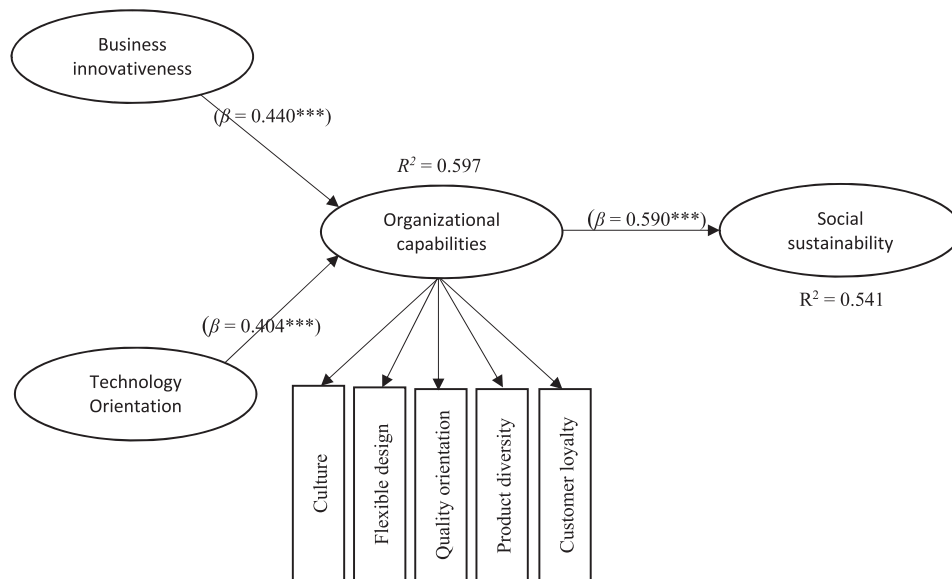 Business
innovativeness
(β = 0.440***)
R² = 0.597
Organizational
capabilities
(β = 0.590***)
Social
sustainability
R² = 0.541
(β = 0.404***)
Technology
Orientation
Culture
Flexible design
Quality orientation
Product diversity
Customer loyalty